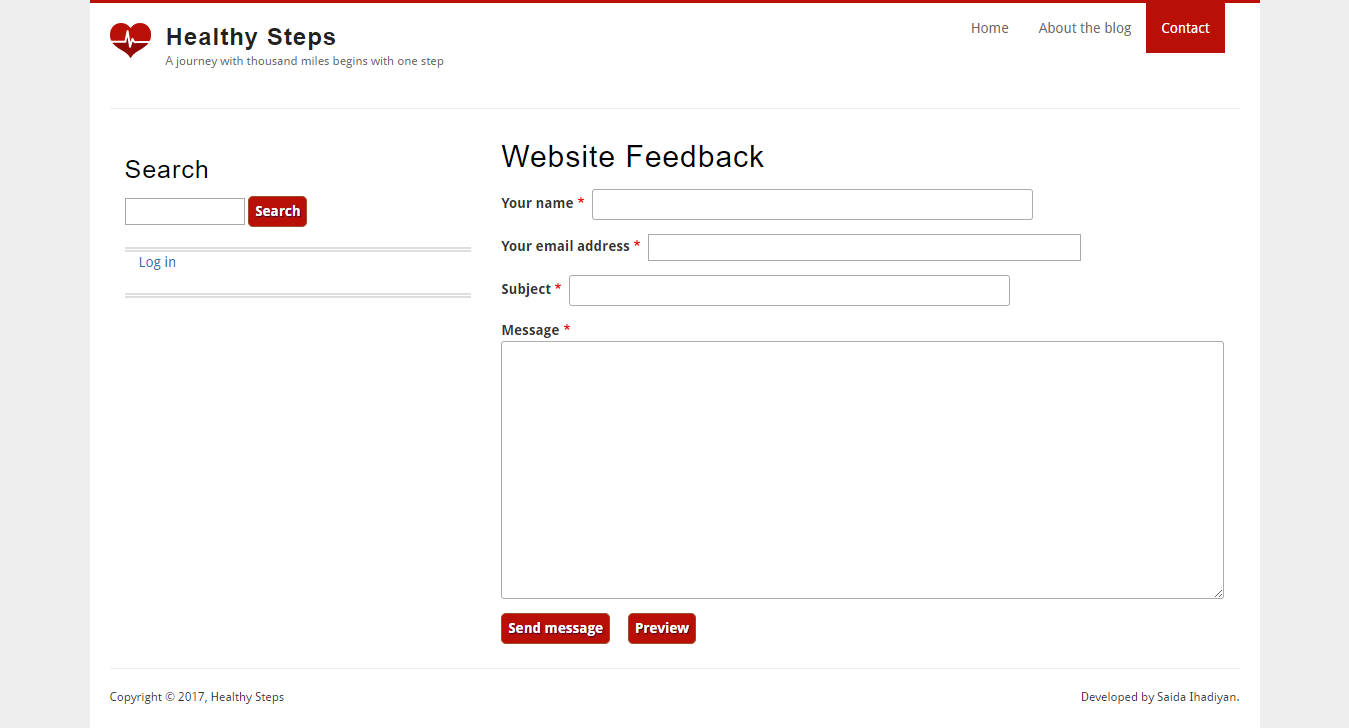 Healthy Steps
A journey with thousand miles begins with one step
Home About the blog Contact
Search
Search
Log in
Website Feedback
Your name *
Your email address *
Subject *
Message *
Send message Preview
Copyright © 2017, Healthy Steps
Developed by Saida Ihadiyan.